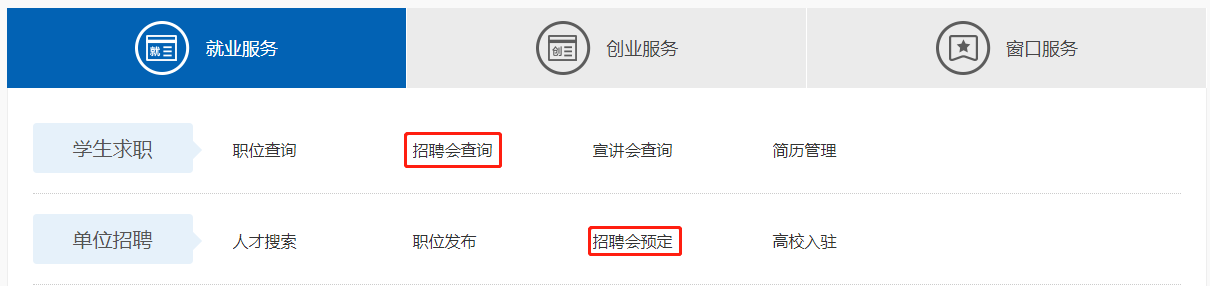 就 就业服务 创 创业服务 窗口服务
学生求职 职位查询 招聘会查询 宣讲会查询 简历管理
单位招聘 人才搜索 职位发布 招聘会预定 高校入驻